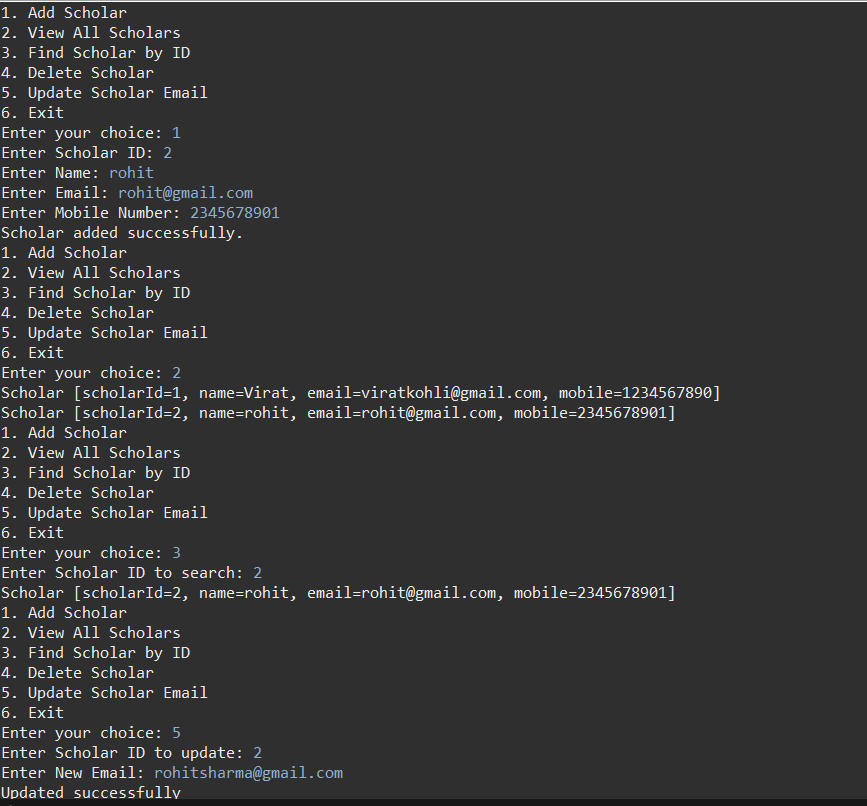 1. Add Scholar
2. View All Scholars
3. Find Scholar by ID
4. Delete Scholar
5. Update Scholar Email
6. Exit
Enter your choice: 1
Enter Scholar ID: 2
Enter Name: rohit
Enter Email: rohit@gmail.com
Enter Mobile Number: 2345678901
Scholar added successfully.
1. Add Scholar
2. View All Scholars
3. Find Scholar by ID
4. Delete Scholar
5. Update Scholar Email
6. Exit
Enter your choice: 2
Scholar [scholarId=1, name=Virat, email=viratkohli@gmail.com, mobile=1234567890]
Scholar [scholarId=2, name=rohit, email=rohit@gmail.com, mobile=2345678901]
1. Add Scholar
2. View All Scholars
3. Find Scholar by ID
4. Delete Scholar
5. Update Scholar Email
6. Exit
Enter your choice: 3
Enter Scholar ID to search: 2
Scholar [scholarId=2, name=rohit, email=rohit@gmail.com, mobile=2345678901]
1. Add Scholar
2. View All Scholars
3. Find Scholar by ID
4. Delete Scholar
5. Update Scholar Email
6. Exit
Enter your choice: 5
Enter Scholar ID to update: 2
Enter New Email: rohitsharma@gmail.com
Updated successfully